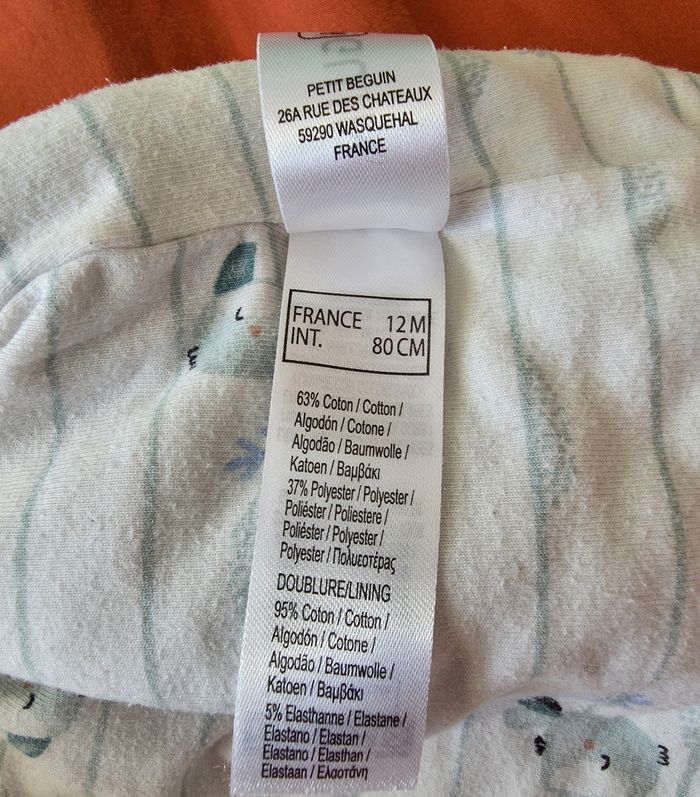 PETIT BEGUIN
26A RUE DES CHATEAUX
59290 WASQUEHAL
FRANCE
FRANCE 12 M
INT. 80 CM
63% Coton / Cotton /
Algodón / Cotone /
Algodão / Baumwolle /
Katoen / Βαμβάκι
37% Polyester / Polyester /
Poliéster / Poliestere /
Poliéster / Polyester /
Polyester / Πολυεστέρας
DOUBLURE/LINING
95% Coton / Cotton /
Algodón / Cotone /
Algodão / Baumwolle /
Katoen / Βαμβάκι
5% Elasthanne / Elastane /
Elastano / Elastan /
Elastano / Elasthan /
Elastaan / Ελαστάνη